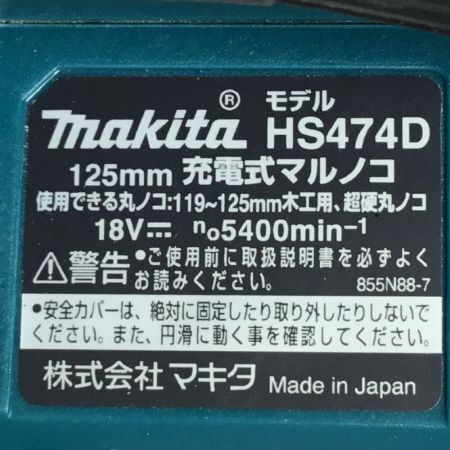 makita® モデル HS474D
125mm 充電式マルノコ
使用できる丸ノコ:119～125mm木工用、超硬丸ノコ
18V⎓ n₀5400min⁻¹
⚠警告 •ご使用前に取扱説明書を必ずよく
お読みください。 855N88-7
•安全カバーは、絶対に固定したり取り外したりしないで
ください。また、円滑に動く事を確認してください。
株式会社 マキタ Made in Japan